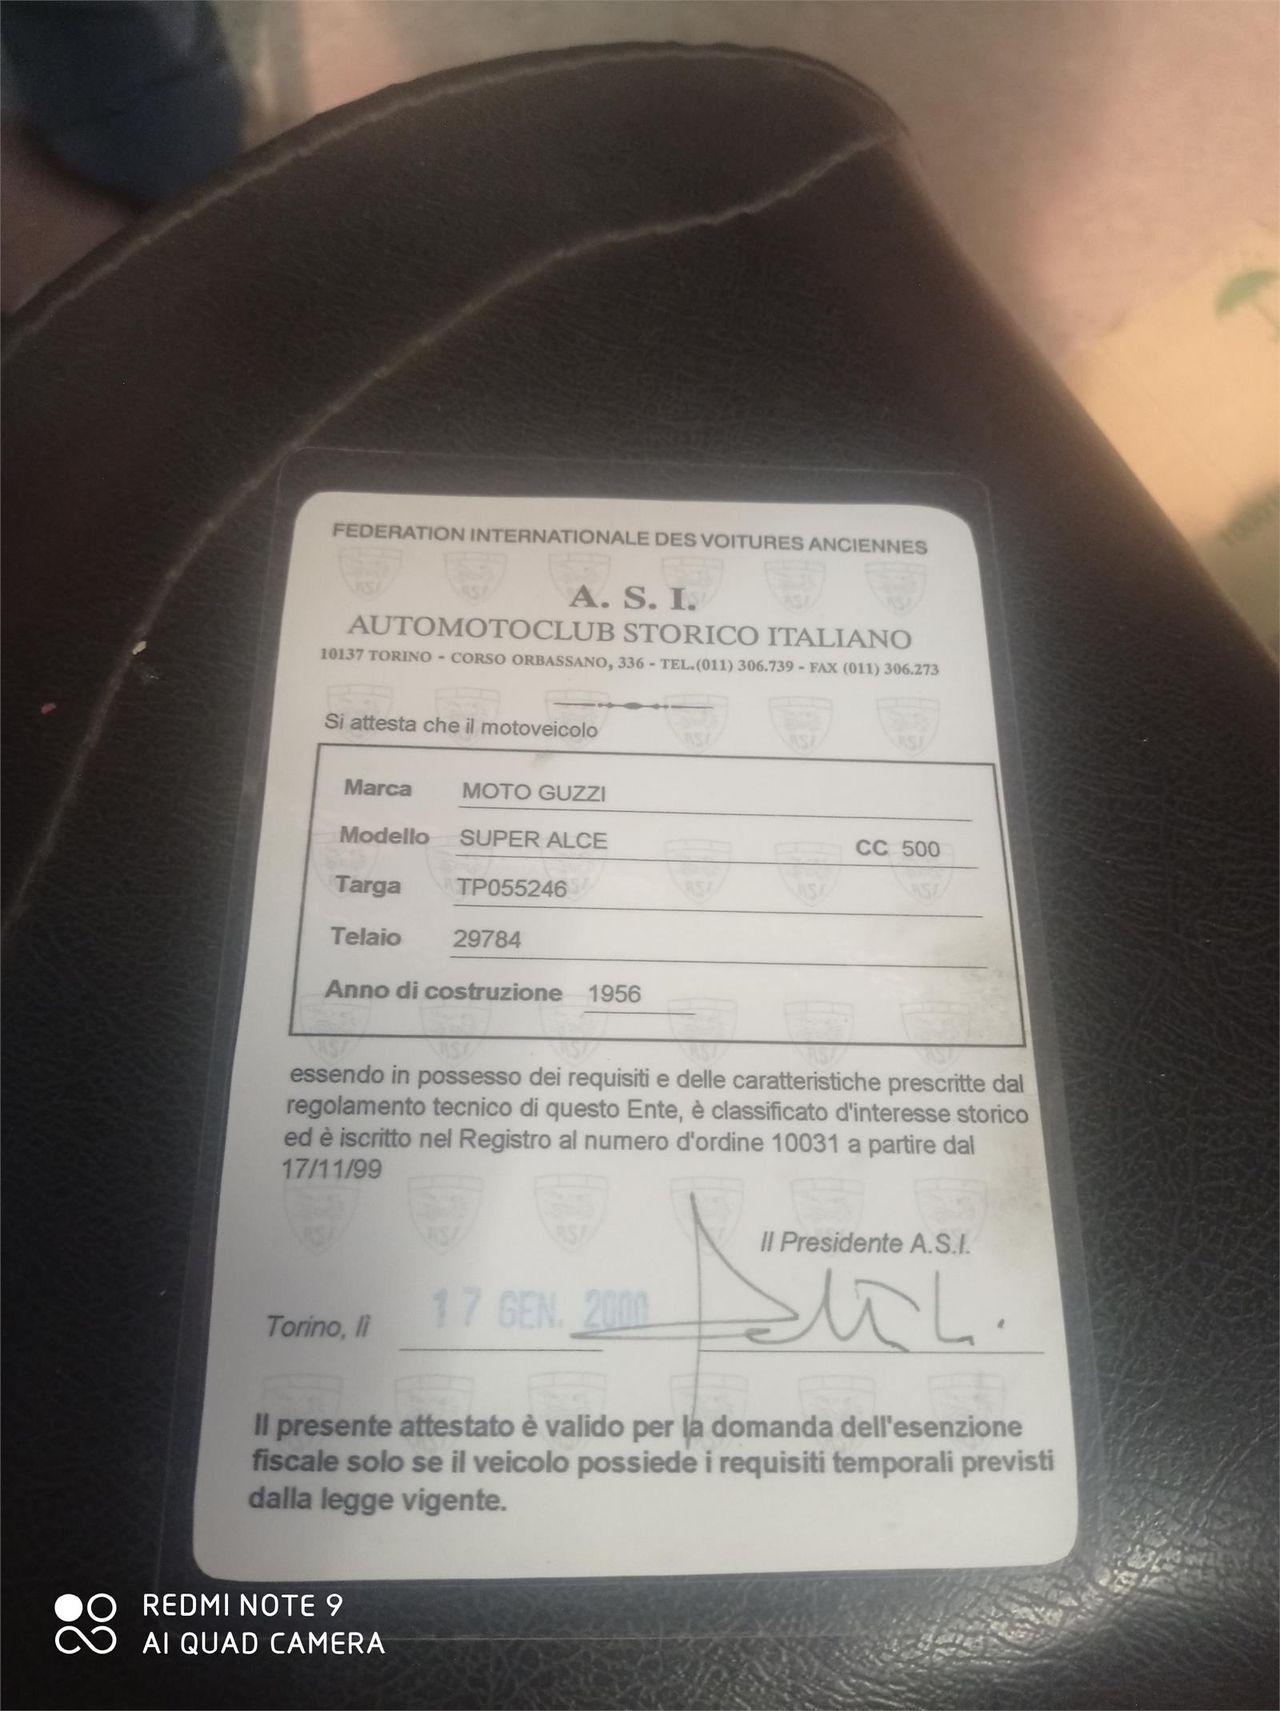 FEDERATION INTERNATIONALE DES VOITURES ANCIENNES
A. S. I.
AUTOMOTOCLUB STORICO ITALIANO
10137 TORINO - CORSO ORBASSANO, 336 - TEL.(011) 306.739 - FAX (011) 306.273
Si attesta che il motoveicolo
Marca MOTO GUZZI
Modello SUPER ALCE CC 500
Targa TP055246
Telaio 29784
Anno di costruzione 1956
essendo in possesso dei requisiti e delle caratteristiche prescritte dal
regolamento tecnico di questo Ente, è classificato d'interesse storico
ed è iscritto nel Registro al numero d'ordine 10031 a partire dal
17/11/99
Il Presidente A.S.I.
Torino, lì 17 GEN. 2000
Il presente attestato è valido per la domanda dell'esenzione
fiscale solo se il veicolo possiede i requisiti temporali previsti
dalla legge vigente.
REDMI NOTE 9
AI QUAD CAMERA